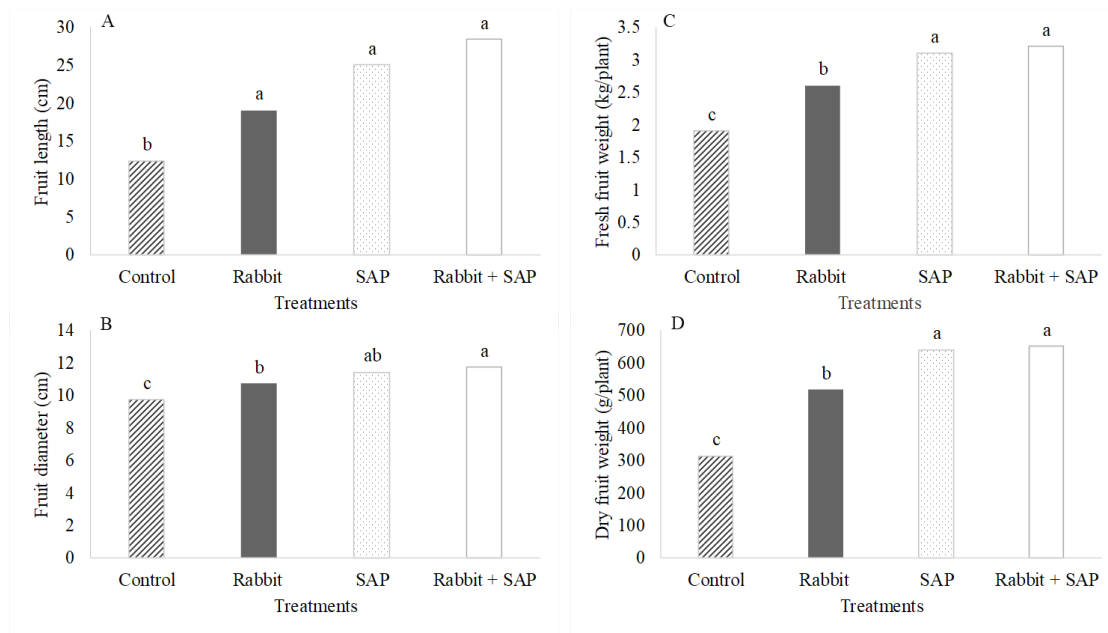 A
Fruit length (cm)
30
25
20
15
10
5
0
b
a
a
a
Control Rabbit SAP Rabbit + SAP
Treatments
B
Fruit diameter (cm)
14
12
10
8
6
4
2
0
c
b
ab
a
Control Rabbit SAP Rabbit + SAP
Treatments
C
Fresh fruit weight (kg/plant)
3.5
3
2.5
2
1.5
1
0.5
0
c
b
a
a
Control Rabbit SAP Rabbit + SAP
Treatments
D
Dry fruit weight (g/plant)
700
600
500
400
300
200
100
0
c
b
a
a
Control Rabbit SAP Rabbit + SAP
Treatments